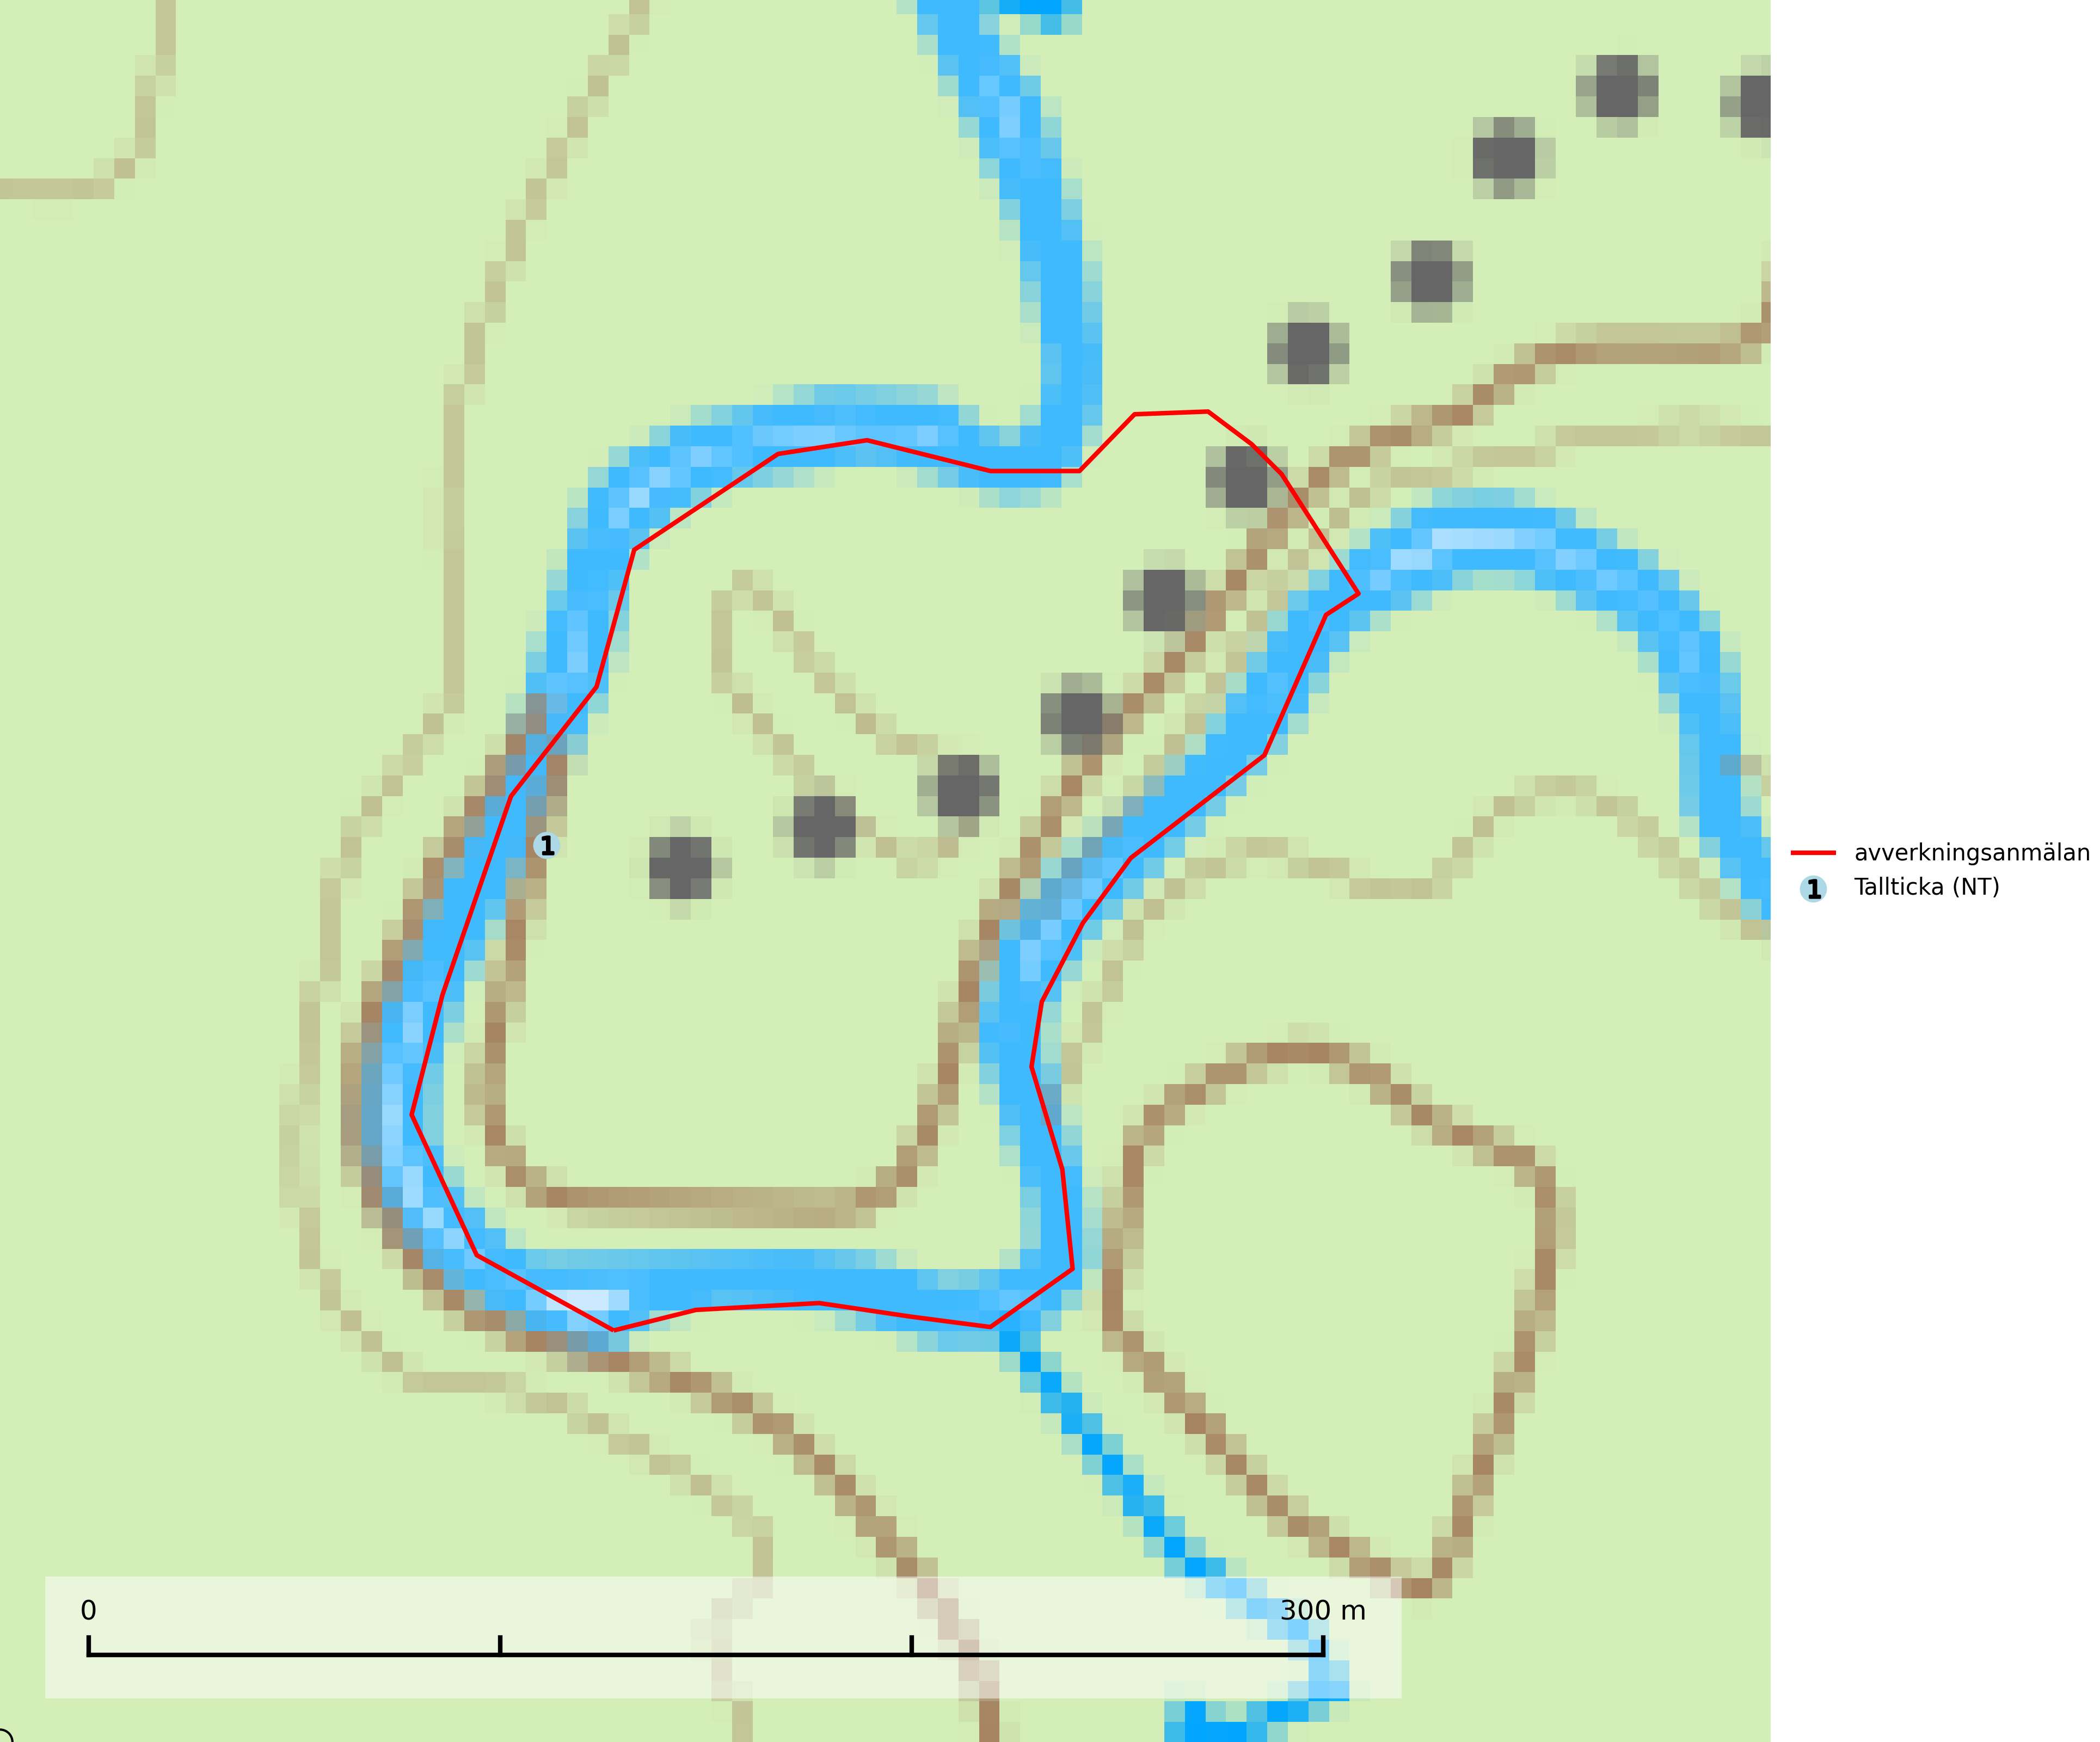 1
avverkningsanmälan
1 Tallticka (NT)
0 300 m